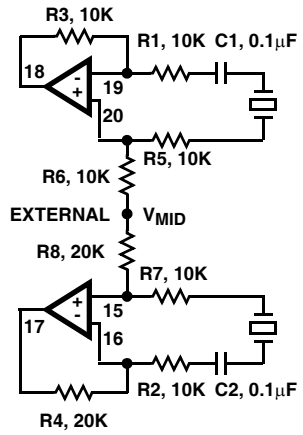 R3, 10K
R1, 10K C1, 0.1μF
18
-
19
+
20
R5, 10K
R6, 10K
EXTERNAL VMID
R8, 20K
R7, 10K
+
15
17
-
16
R2, 10K C2, 0.1μF
R4, 20K